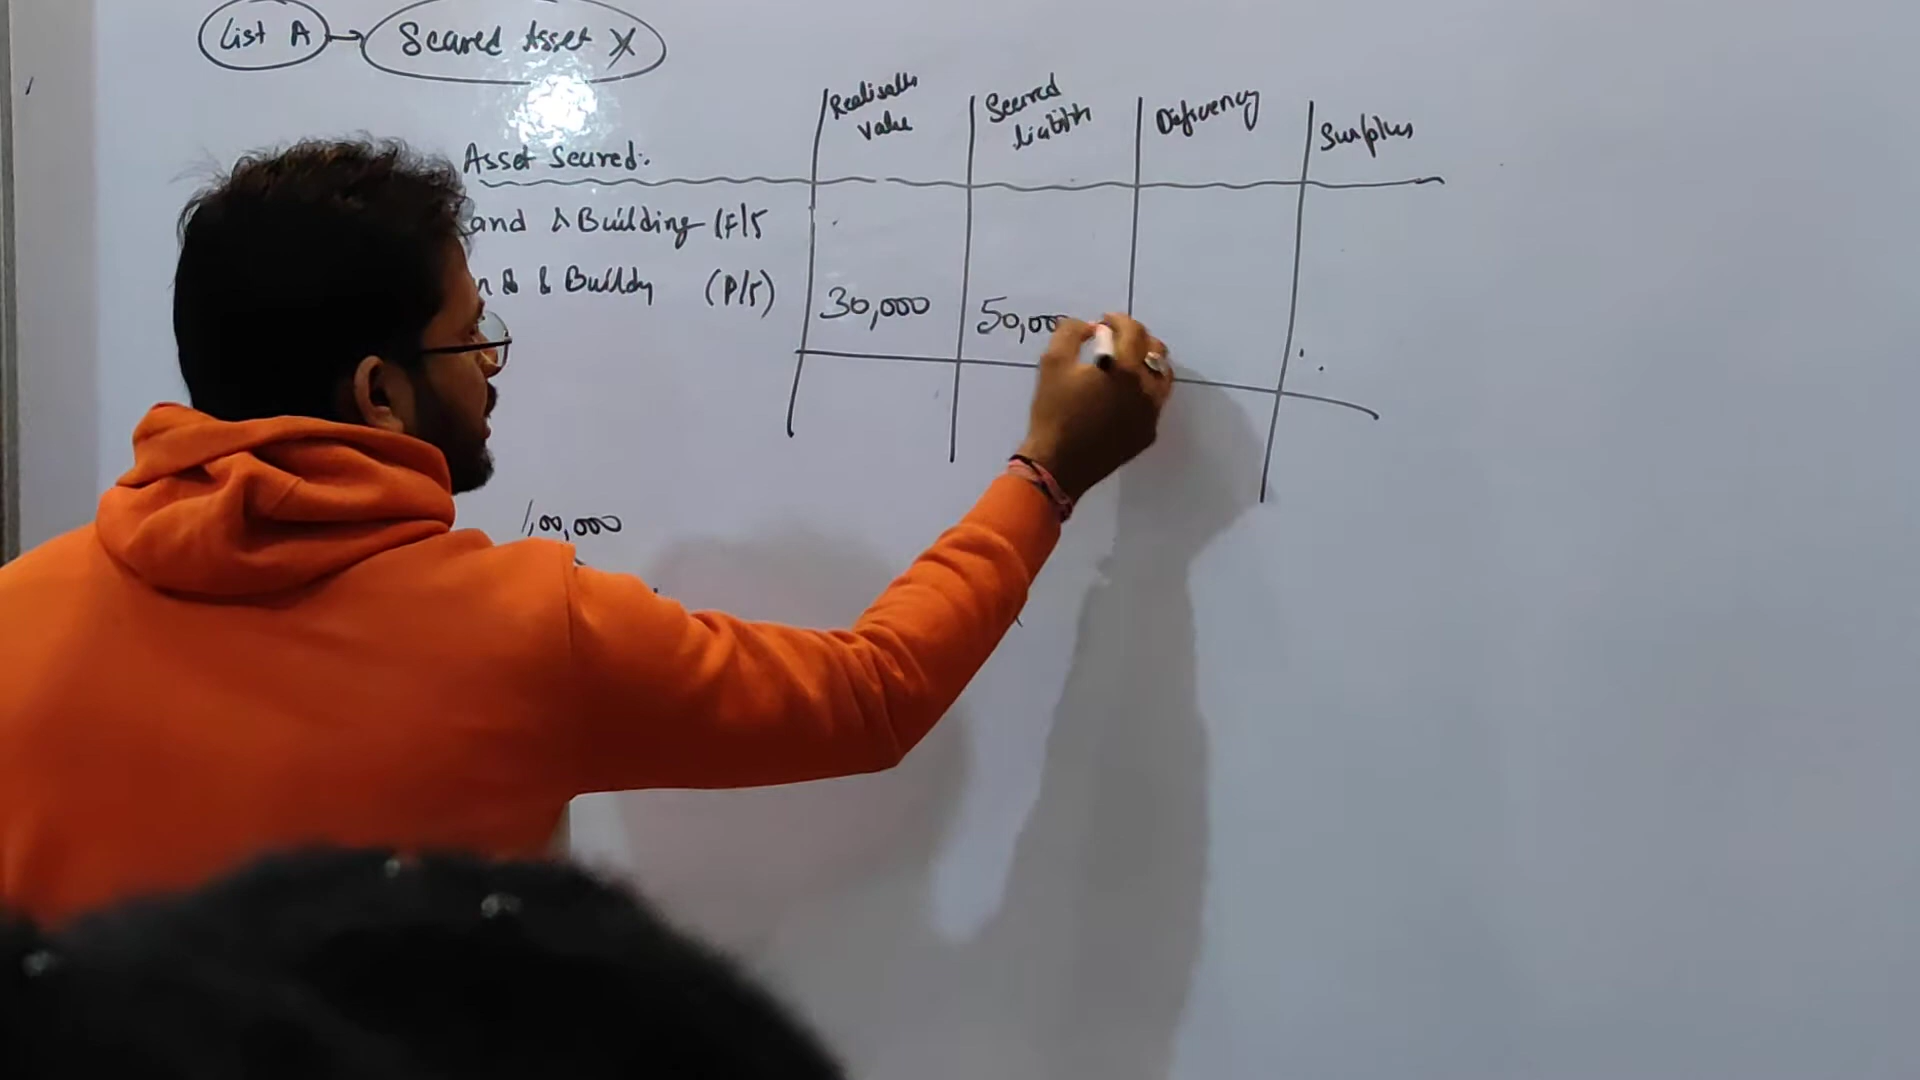 List A → Secured Asset X
Realisable Value
Secured liability
Deficiency
Surplus
Asset Secured:
and & Building (F/S
& Building (P/S) 30,000 50,000
1,00,000